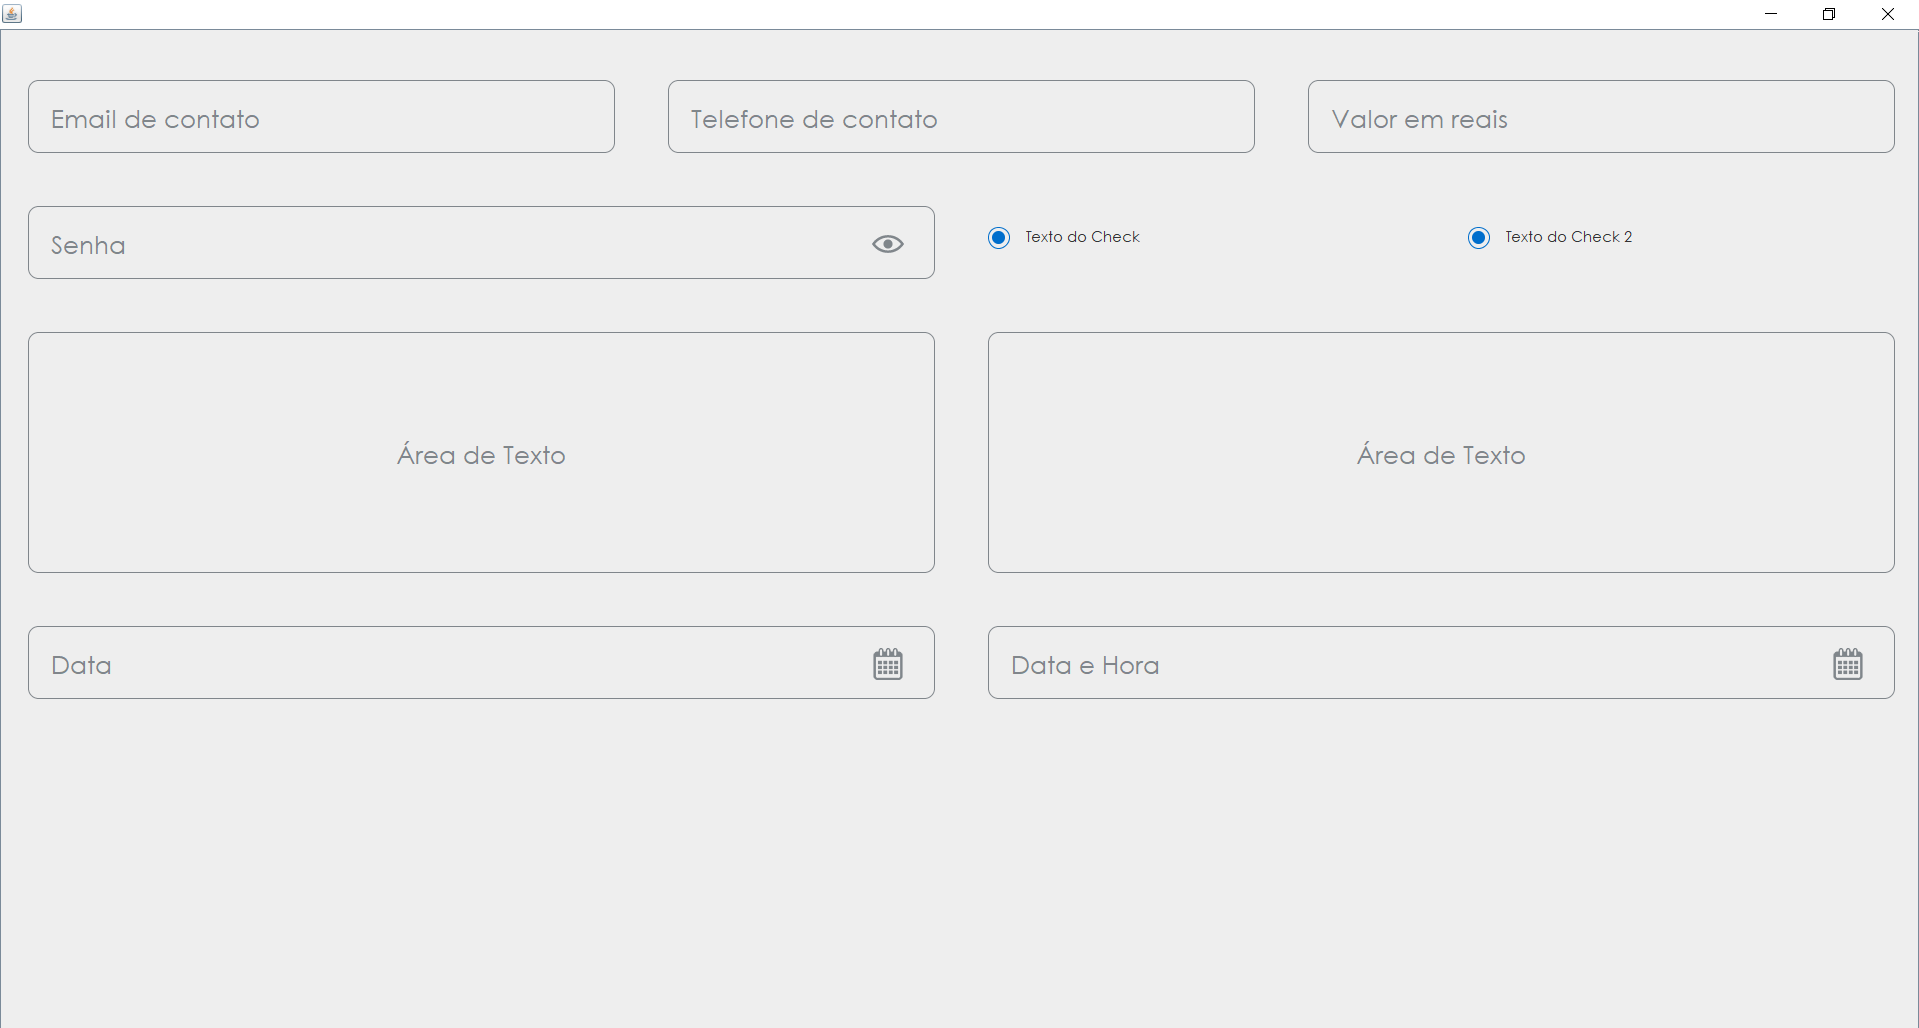 Email de contato
Telefone de contato
Valor em reais
Senha
Texto do Check
Texto do Check 2
Área de Texto
Área de Texto
Data
Data e Hora